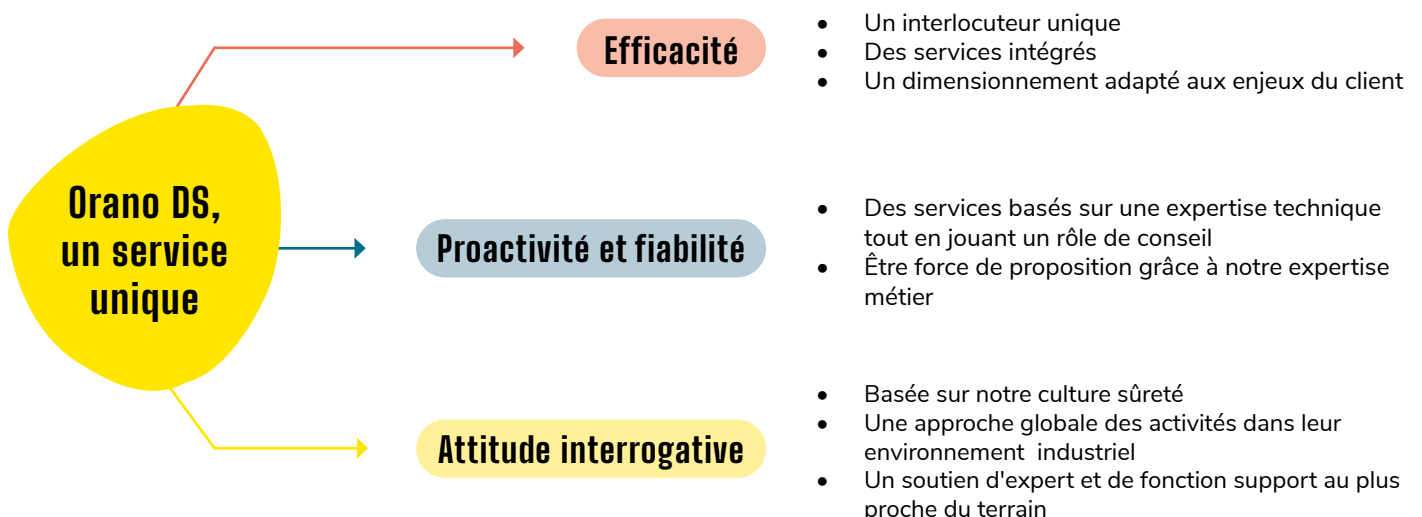 Orano DS,
un service
unique
Efficacité
• Un interlocuteur unique
• Des services intégrés
• Un dimensionnement adapté aux enjeux du client
Proactivité et fiabilité
• Des services basés sur une expertise technique
tout en jouant un rôle de conseil
• Être force de proposition grâce à notre expertise
métier
Attitude interrogative
• Basée sur notre culture sûreté
• Une approche globale des activités dans leur
environnement industriel
• Un soutien d'expert et de fonction support au plus
proche du terrain